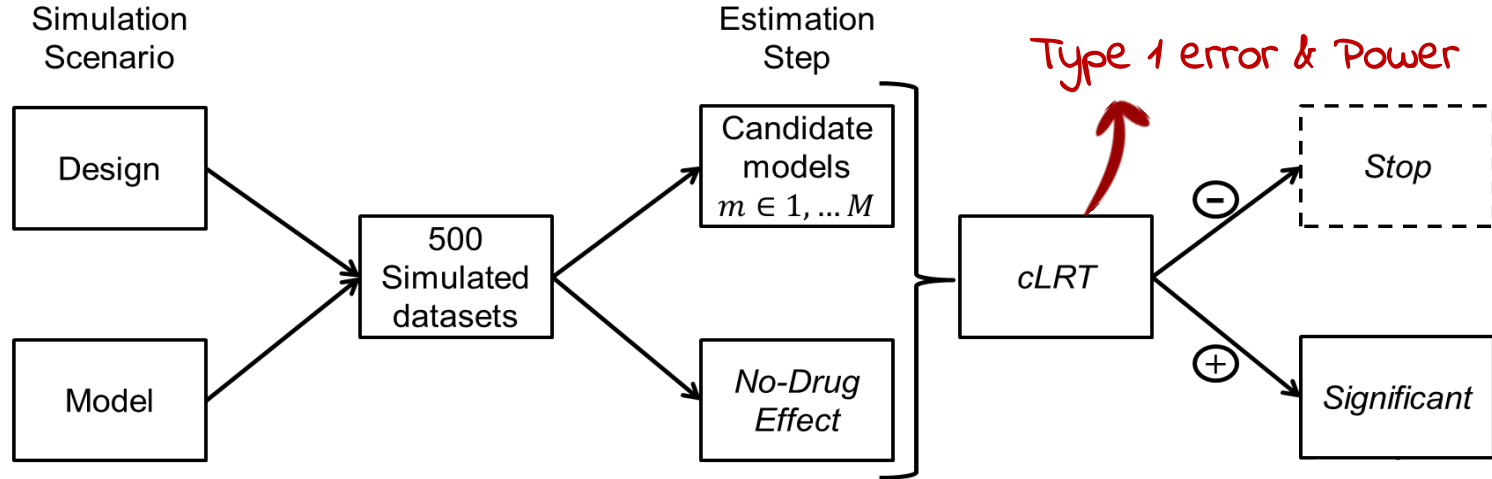 Simulation
Scenario
Design
Model
500
Simulated
datasets
Estimation
Step
Candidate
models
m ∈ 1, … M
No-Drug
Effect
Type 1 error & Power
cLRT
-
+
Stop
Significant